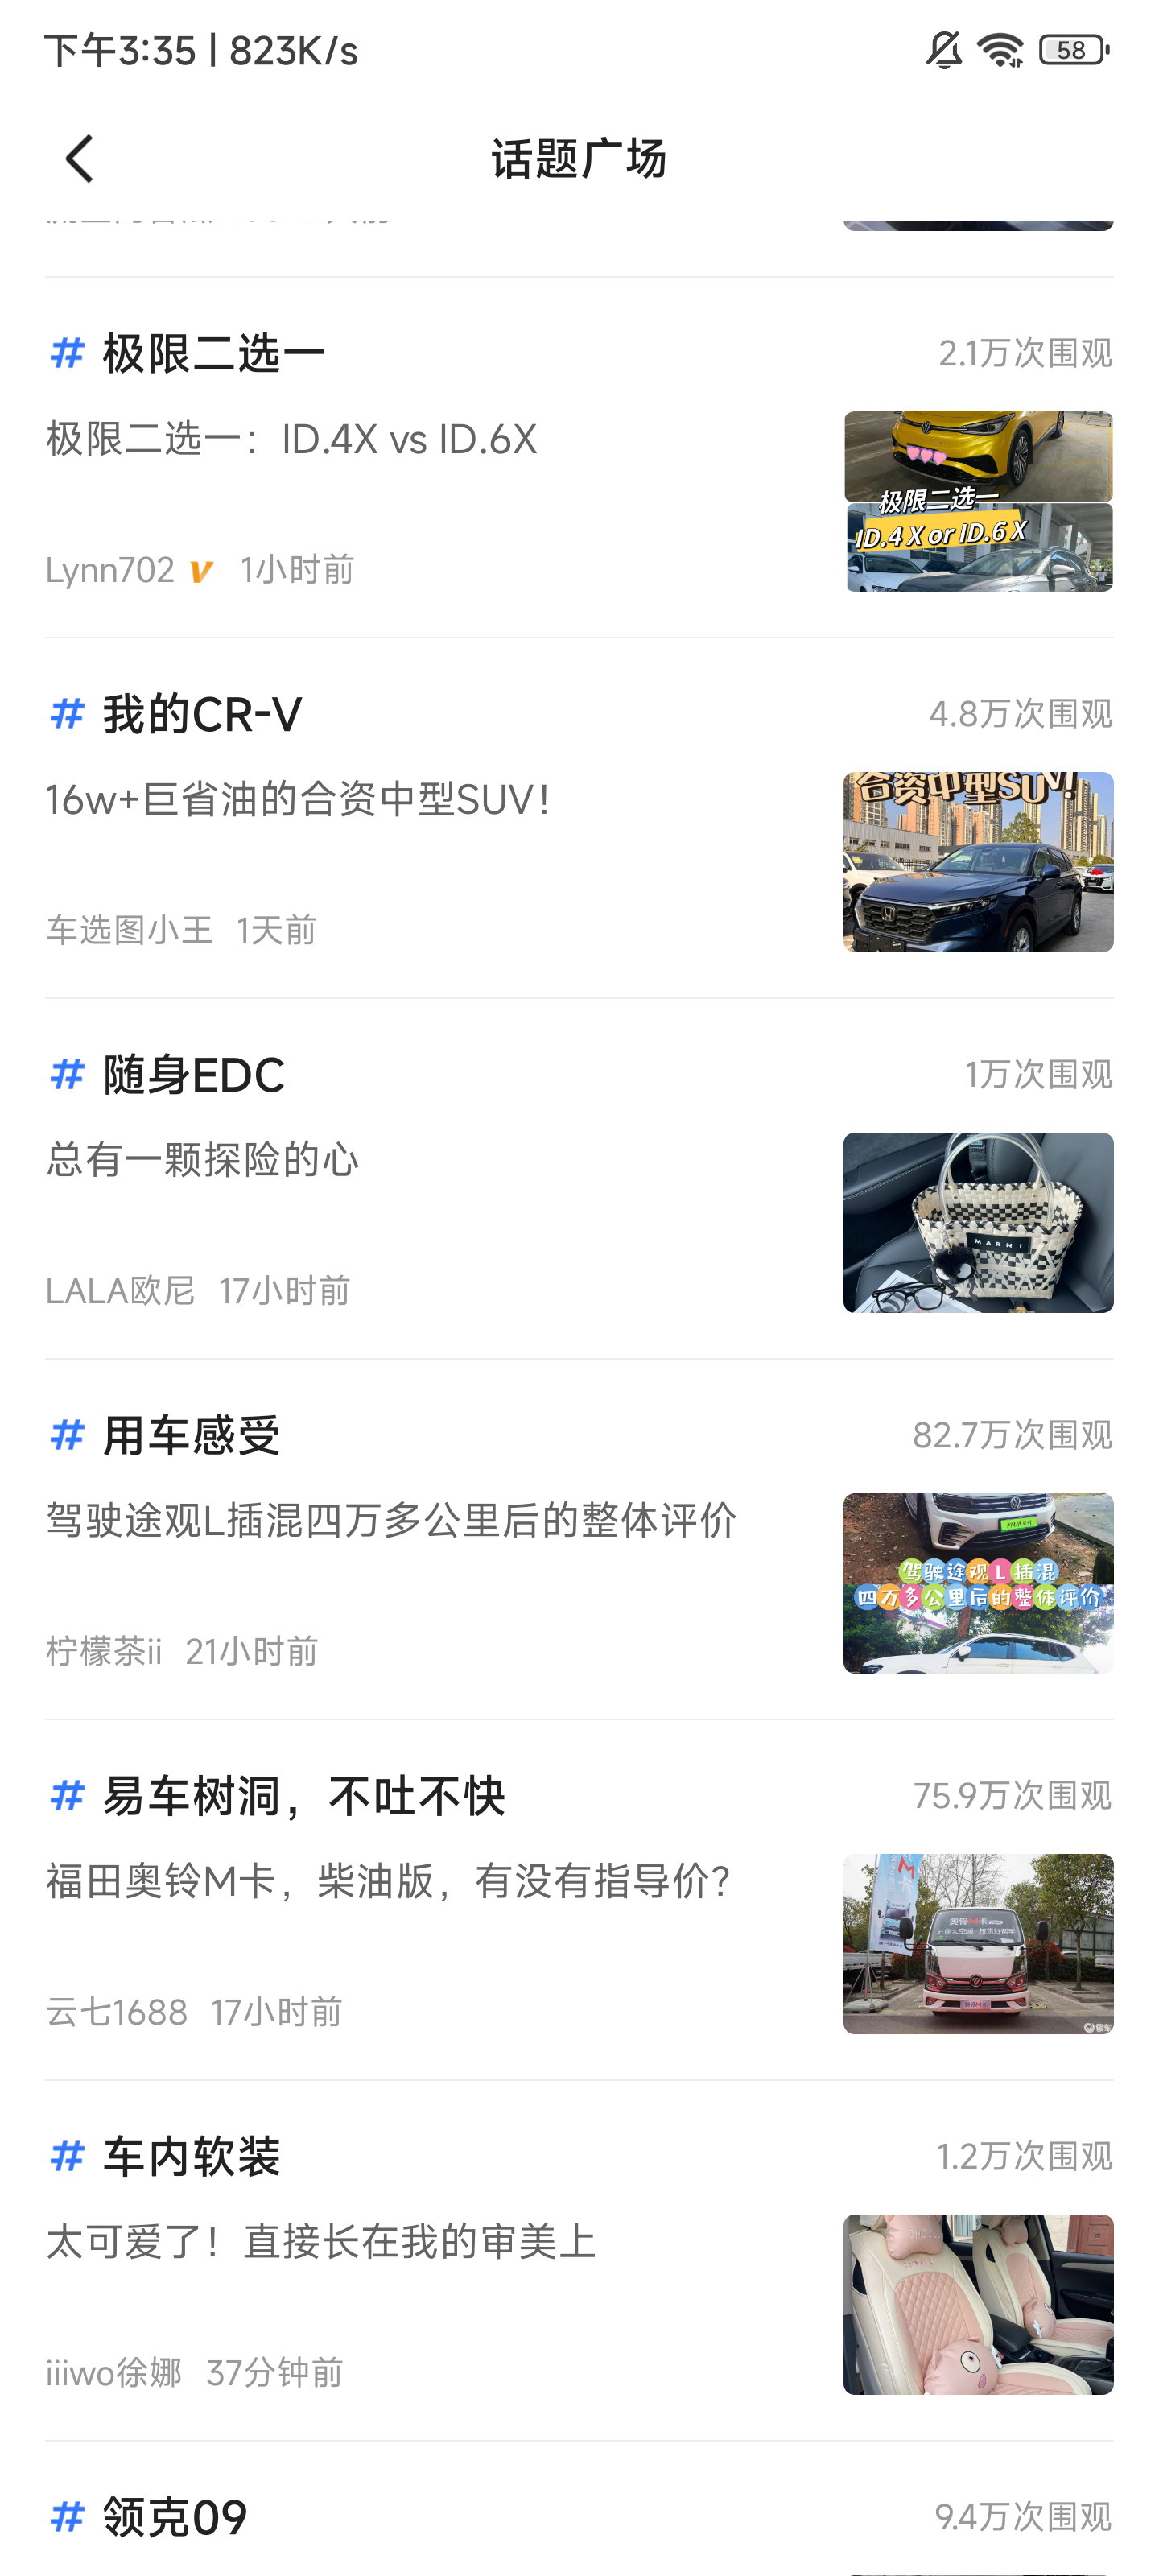 下午3:35 | 823K/s
58
话题广场
# 极限二选一
2.1万次围观
极限二选一：ID.4X vs ID.6X
极限二选一
ID.4 X or ID.6 X
Lynn702 V 1小时前
# 我的CR-V
4.8万次围观
16w+巨省油的合资中型SUV！
合资中型SUV!
车选图小王 1天前
# 随身EDC
1万次围观
总有一颗探险的心
MARNI
LALA欧尼 17小时前
# 用车感受
82.7万次围观
驾驶途观L插混四万多公里后的整体评价
驾驶途观L插混
四万多公里后的整体评价
柠檬茶ii 21小时前
# 易车树洞，不吐不快
75.9万次围观
福田奥铃M卡，柴油版，有没有指导价？
奥铃M卡
易车
云七1688 17小时前
# 车内软装
1.2万次围观
太可爱了！直接长在我的审美上
iiiwo徐娜 37分钟前
# 领克09
9.4万次围观